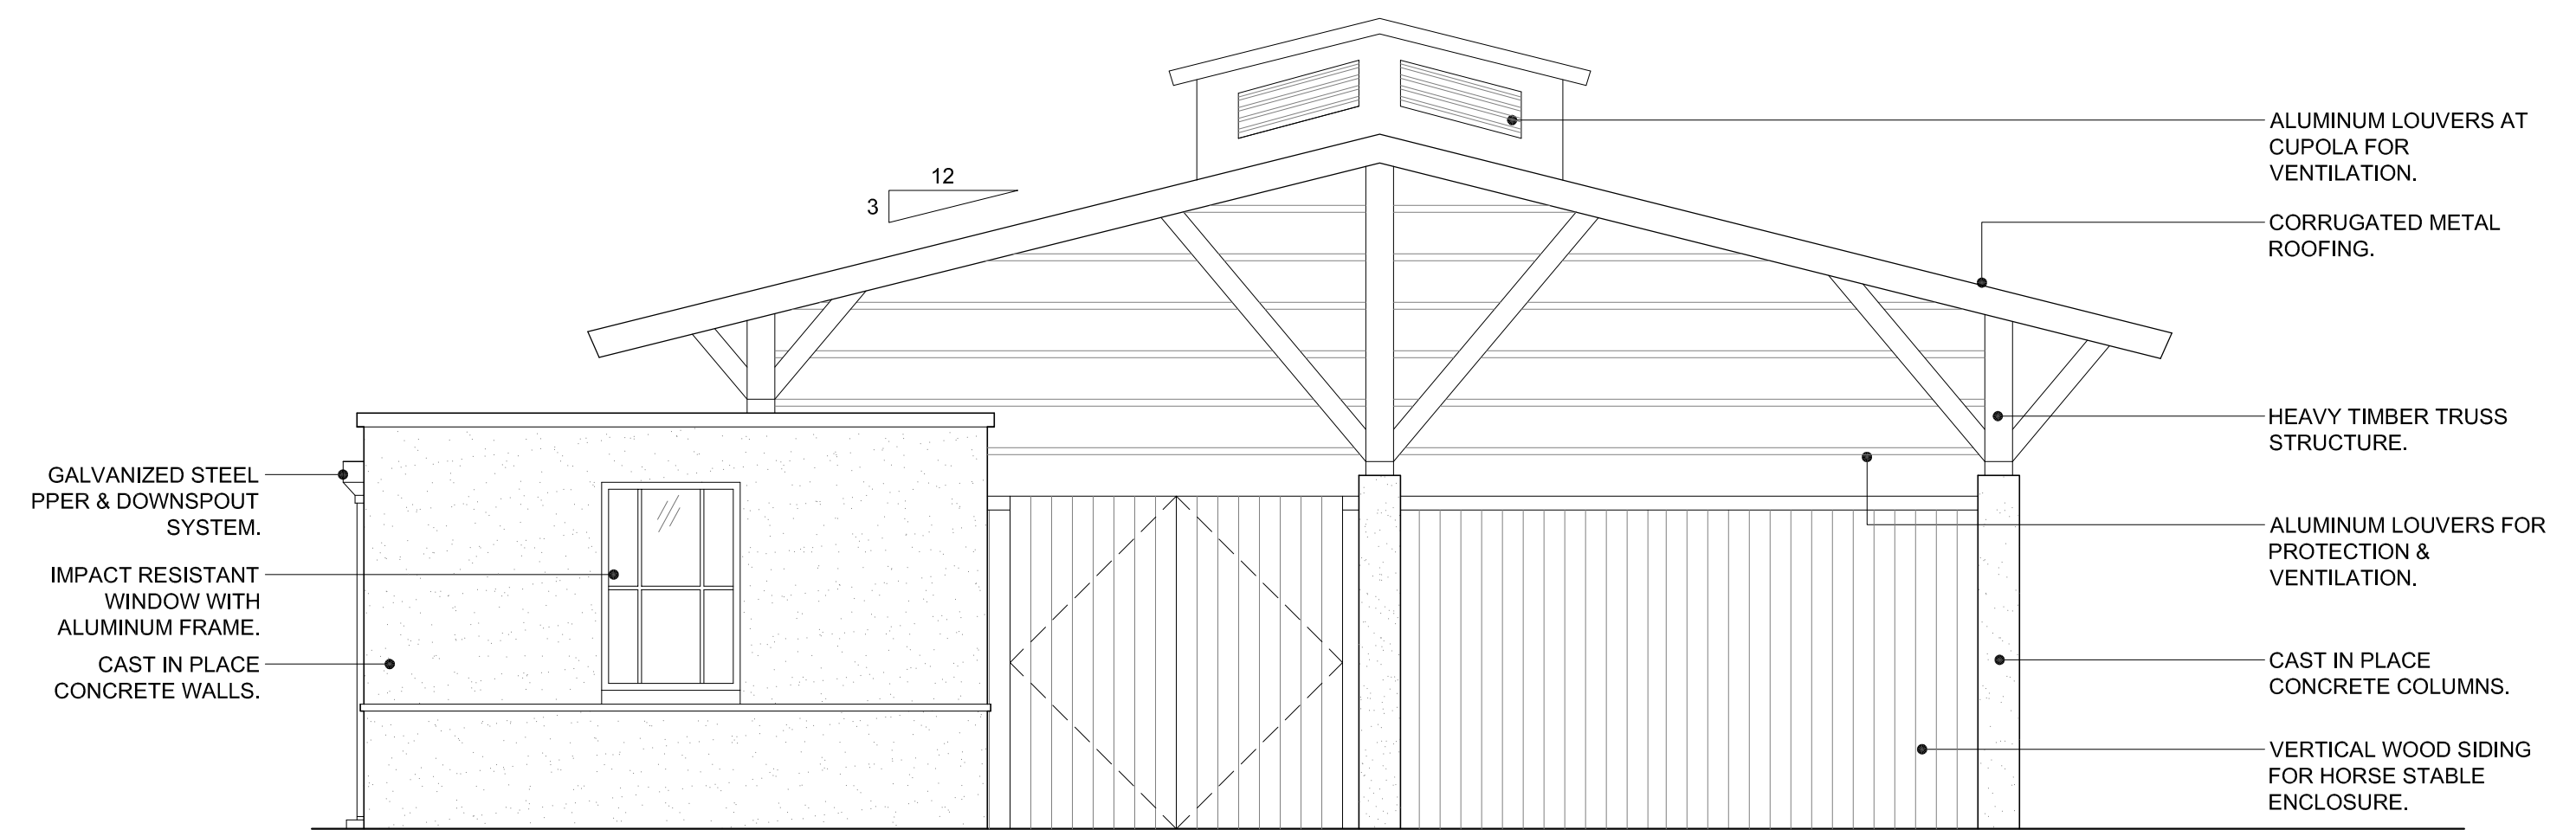 12
3
ALUMINUM LOUVERS AT
CUPOLA FOR
VENTILATION.
CORRUGATED METAL
ROOFING.
HEAVY TIMBER TRUSS
STRUCTURE.
ALUMINUM LOUVERS FOR
PROTECTION &
VENTILATION.
CAST IN PLACE
CONCRETE COLUMNS.
VERTICAL WOOD SIDING
FOR HORSE STABLE
ENCLOSURE.
GALVANIZED STEEL
PPER & DOWNSPOUT
SYSTEM.
IMPACT RESISTANT
WINDOW WITH
ALUMINUM FRAME.
CAST IN PLACE
CONCRETE WALLS.